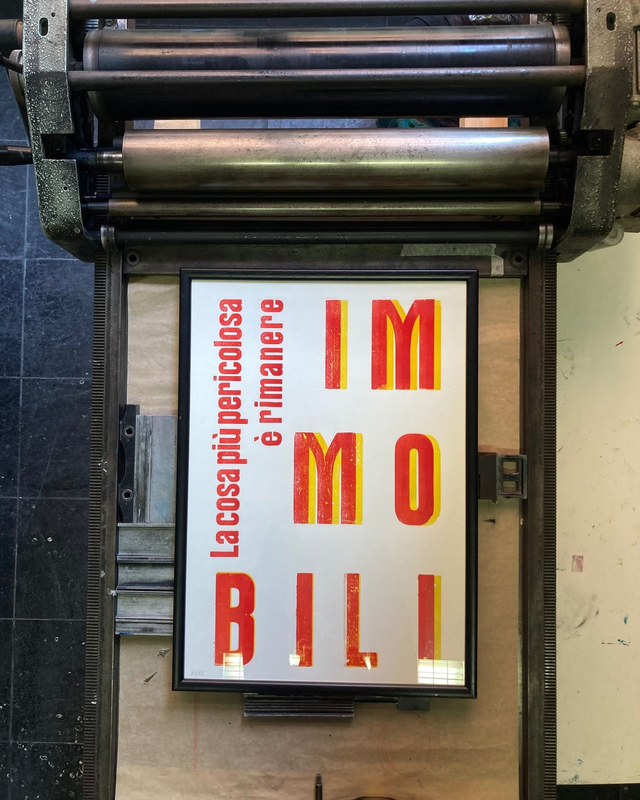 La cosa più pericolosa
è rimanere
IM
MO
BILI